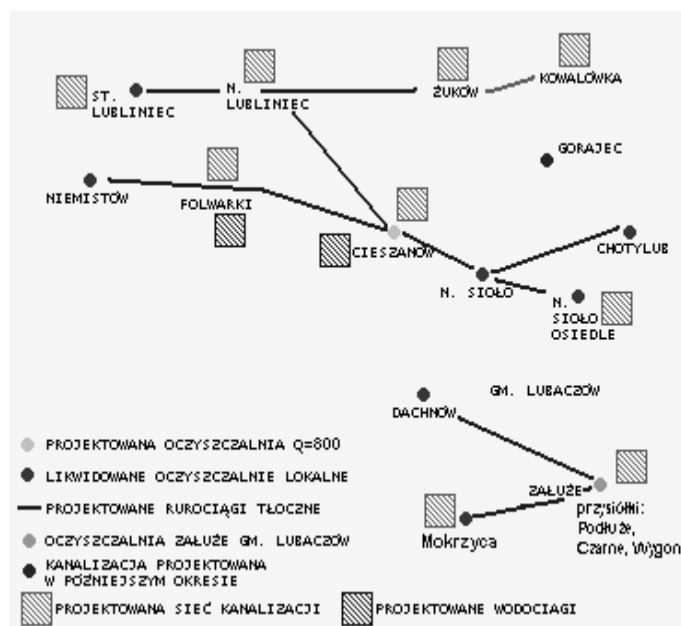 ST.
LUBLINIEC
N.
LUBLINIEC
ŻUKÓW
KOWALÓWKA
GORAJEC
NIEMISTÓW
FOLWARKI
CIESZANÓW
CHOTYLUB
N. SIOŁO
N.
SIOŁO
OSIEDLE
GM. LUBACZÓW
DACHNÓW
ZAŁUŻE
przysiółki:
Podłuże,
Czarne, Wygon
Mokrzyca
PROJEKTOWANA OCZYSZCZALNIA Q=800
LIKWIDOWANE OCZYSZCZALNIE LOKALNE
PROJEKTOWANE RUROCIĄGI TŁOCZNE
OCZYSZCZALNIA ZAŁUŻE GM. LUBACZÓW
KANALIZACJA PROJEKTOWANA
W PÓŹNIEJSZYM OKRESIE
PROJEKTOWANA SIEĆ KANALIZACJI
PROJEKTOWANE WODOCIĄGI